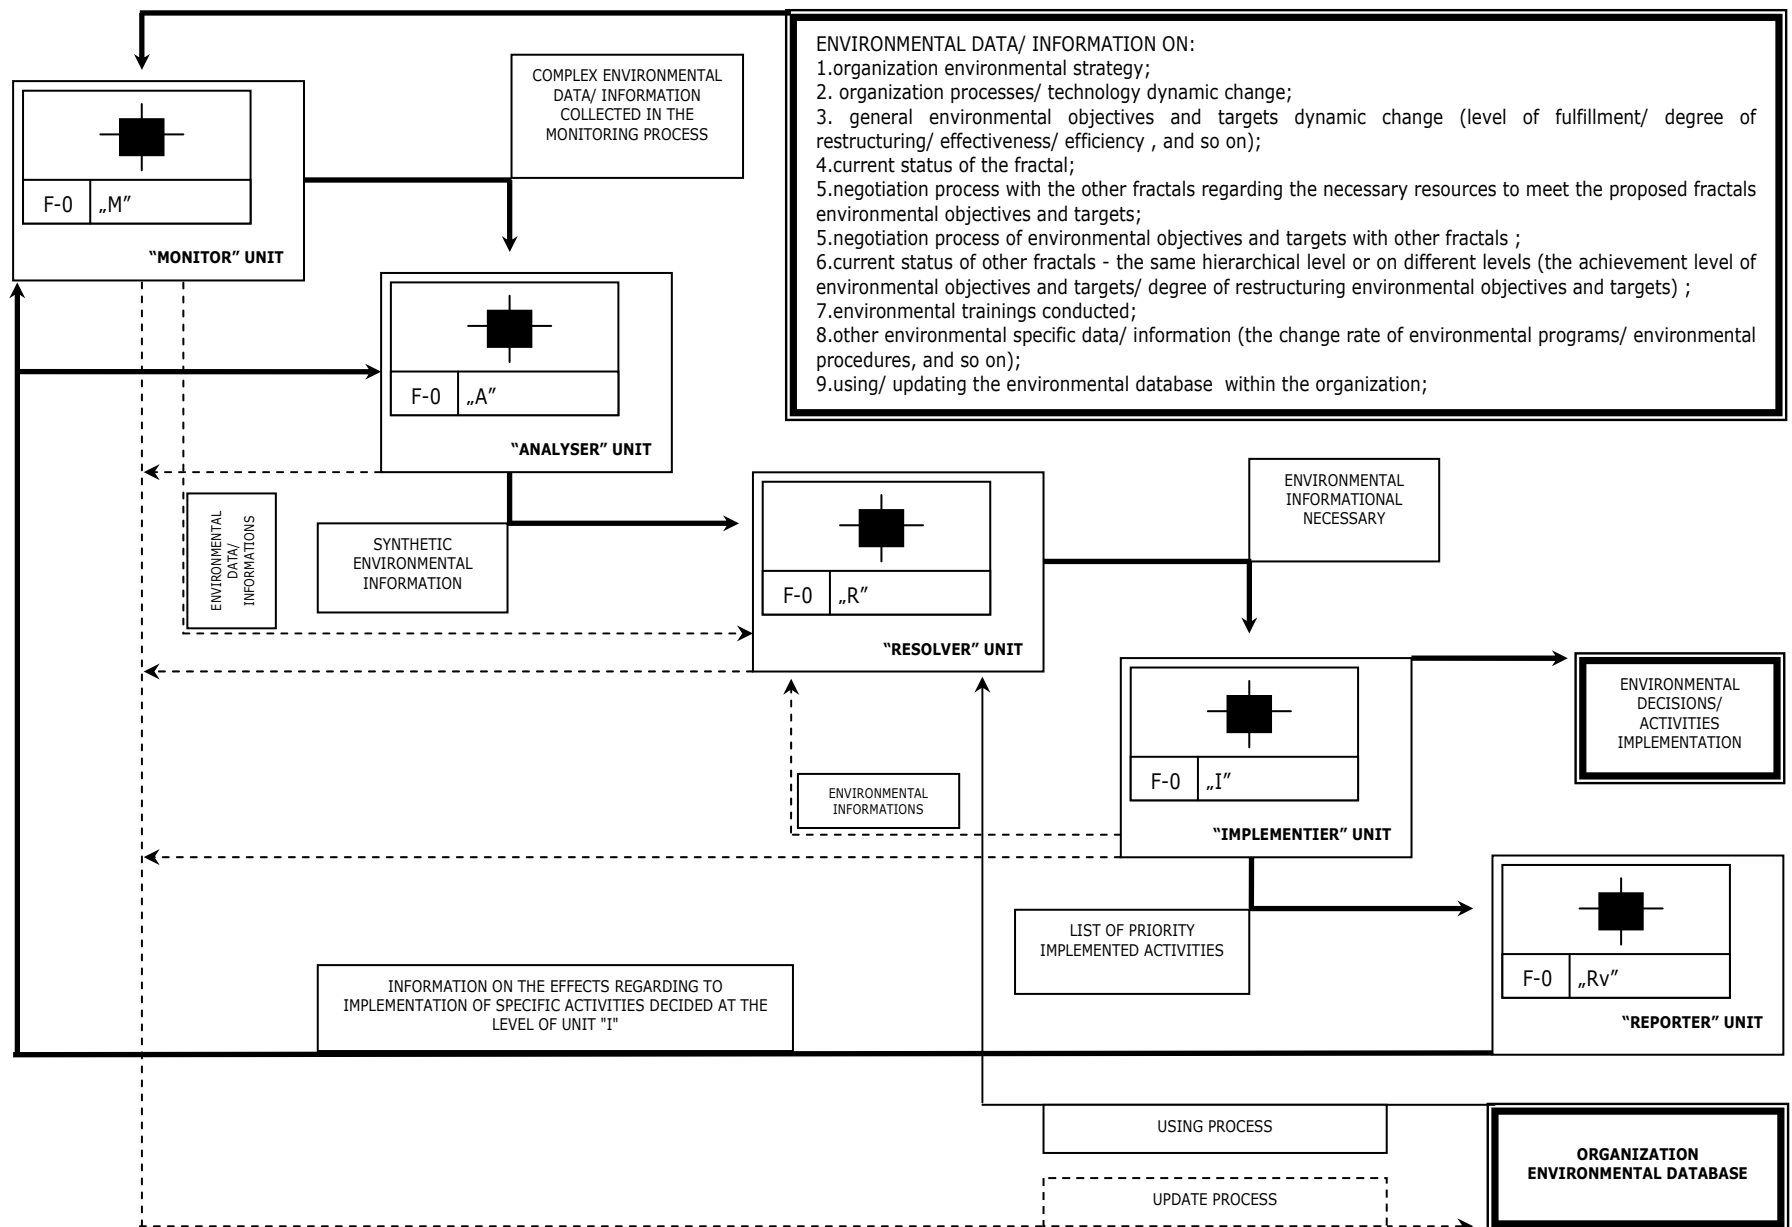 ENVIRONMENTAL DATA/ INFORMATION ON:
1.organization environmental strategy;
2. organization processes/ technology dynamic change;
3. general environmental objectives and targets dynamic change (level of fulfillment/ degree of
restructuring/ effectiveness/ efficiency , and so on);
4.current status of the fractal;
5.negotiation process with the other fractals regarding the necessary resources to meet the proposed fractals
environmental objectives and targets;
5.negotiation process of environmental objectives and targets with other fractals ;
6.current status of other fractals - the same hierarchical level or on different levels (the achievement level of
environmental objectives and targets/ degree of restructuring environmental objectives and targets) ;
7.environmental trainings conducted;
8.other environmental specific data/ information (the change rate of environmental programs/ environmental
procedures, and so on);
9.using/ updating the environmental database within the organization;
COMPLEX ENVIRONMENTAL
DATA/ INFORMATION
COLLECTED IN THE
MONITORING PROCESS
F-0 „M”
“MONITOR” UNIT
F-0 „A”
“ANALYSER” UNIT
ENVIRONMENTAL
DATA/
INFORMATIONS
SYNTHETIC
ENVIRONMENTAL
INFORMATION
F-0 „R”
“RESOLVER” UNIT
ENVIRONMENTAL
INFORMATIONAL
NECESSARY
F-0 „I”
“IMPLEMENTIER” UNIT
ENVIRONMENTAL
DECISIONS/
ACTIVITIES
IMPLEMENTATION
ENVIRONMENTAL
INFORMATIONS
LIST OF PRIORITY
IMPLEMENTED ACTIVITIES
F-0 „Rv”
“REPORTER” UNIT
INFORMATION ON THE EFFECTS REGARDING TO
IMPLEMENTATION OF SPECIFIC ACTIVITIES DECIDED AT THE
LEVEL OF UNIT "I"
USING PROCESS
ORGANIZATION
ENVIRONMENTAL DATABASE
UPDATE PROCESS